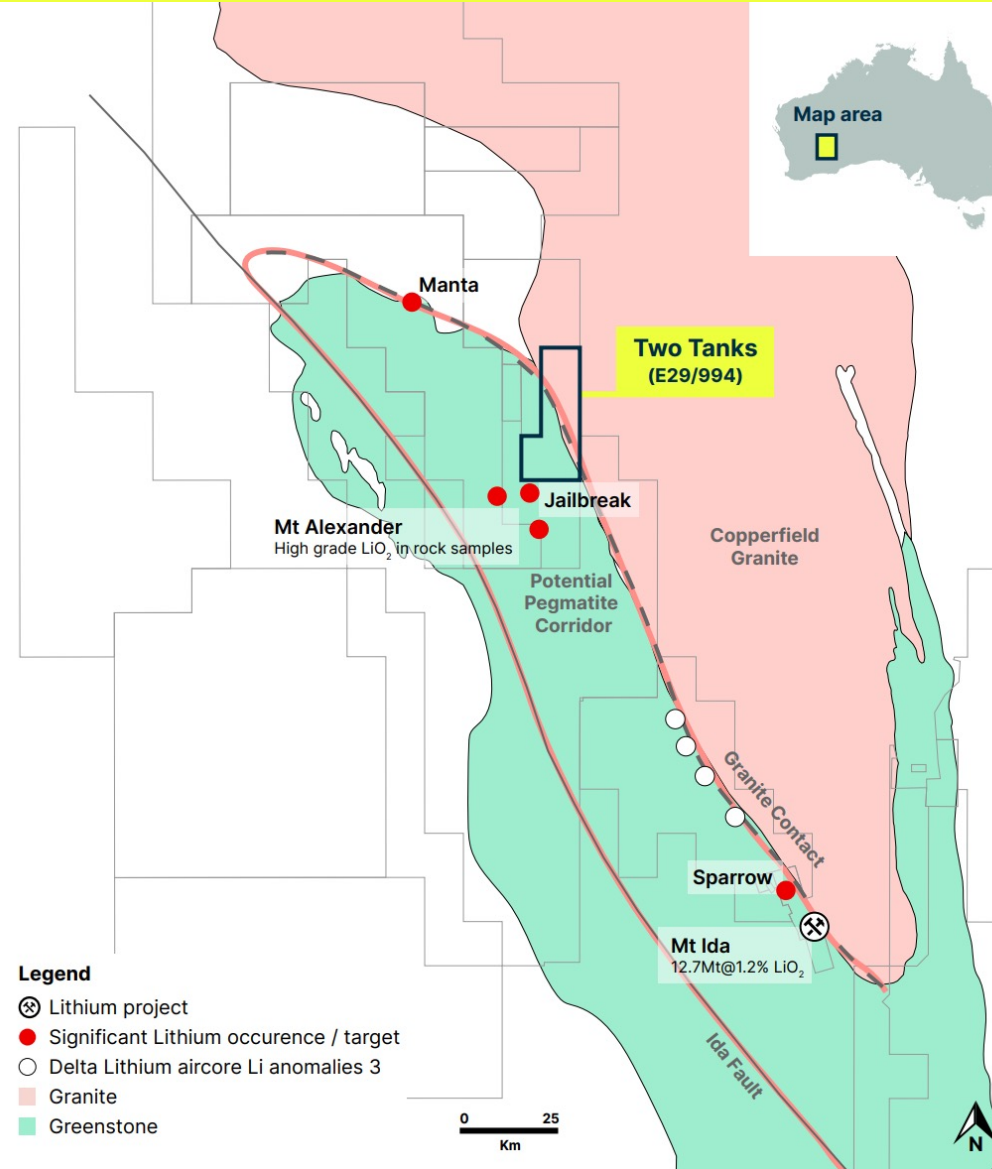 Map area
Manta
Two Tanks
(E29/994)
Jailbreak
Mt Alexander
High grade LiO₂ in rock samples
Copperfield
Granite
Potential
Pegmatite
Corridor
Granite Contact
Sparrow
Mt Ida
12.7Mt@1.2% LiO₂
Ida Fault
Legend
Lithium project
Significant Lithium occurence / target
Delta Lithium aircore Li anomalies 3
Granite
Greenstone
0 25
Km
N